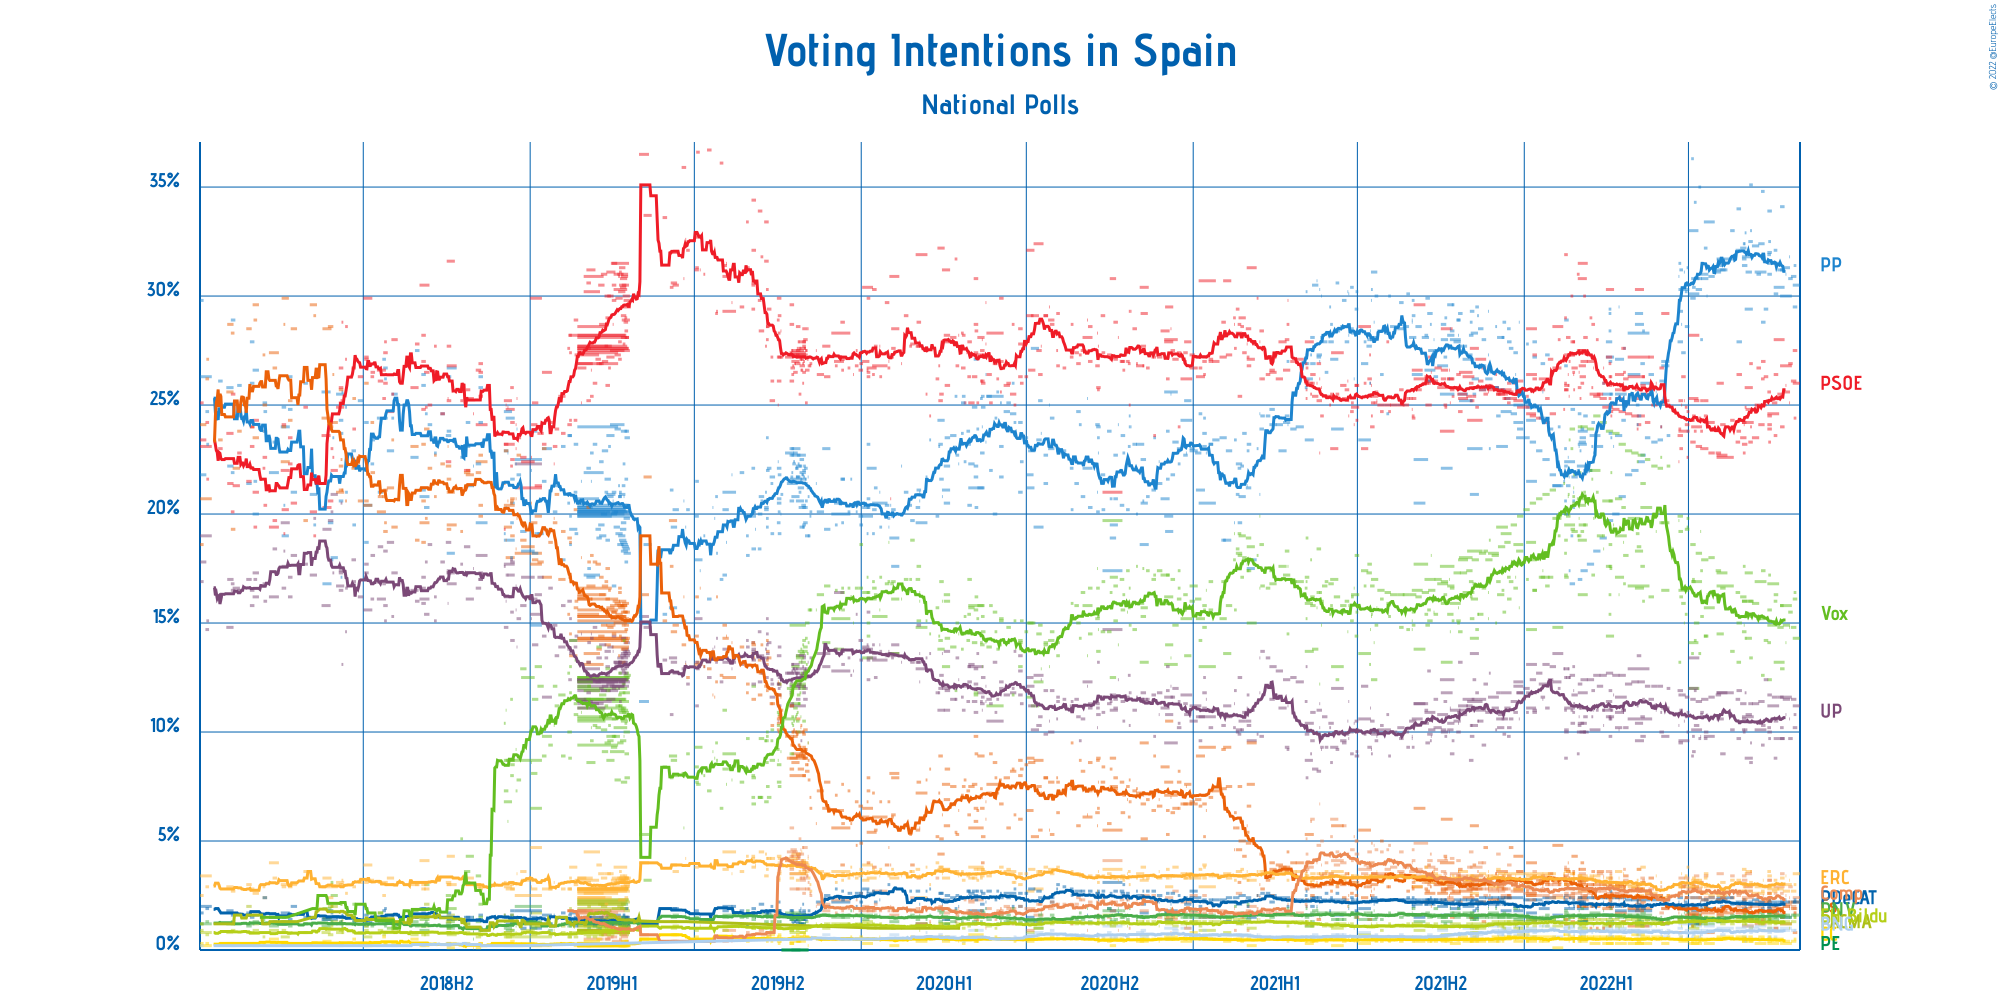 Voting Intentions in Spain
National Polls
© 2022 @EuropeElects
35%
30%
25%
20%
15%
10%
5%
0%
PP
PSOE
Vox
UP
ERC
PE
2018H2
2019H1
2019H2
2020H1
2020H2
2021H1
2021H2
2022H1